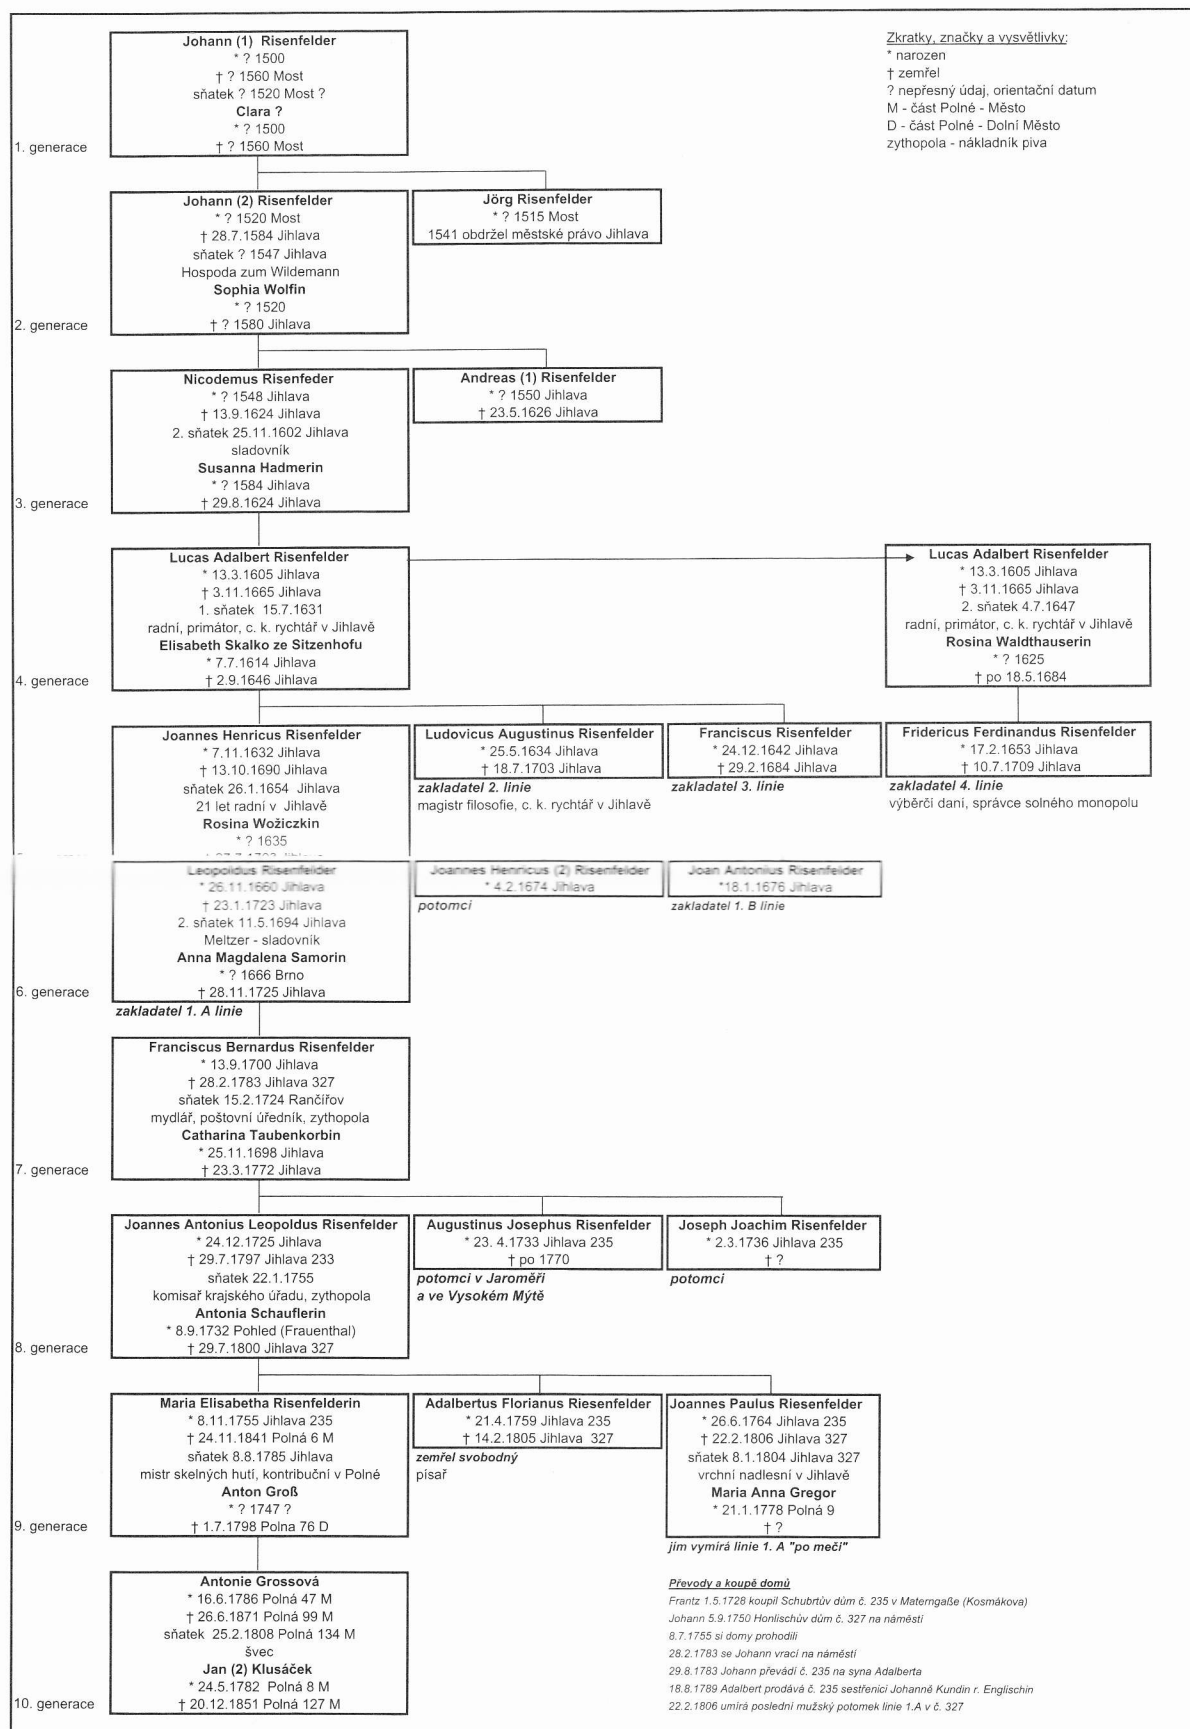 Johann (1) Risenfelder
* ? 1500
† ? 1560 Most
sňatek ? 1520 Most ?
Clara ?
* ? 1500
† ? 1560 Most
1. generace
Zkratky, značky a vysvětlivky:
* narozen
† zemřel
? nepřesný údaj, orientační datum
M - část Polné - Město
D - část Polné - Dolní Město
zythopola - nákladník piva
Johann (2) Risenfelder
* ? 1520 Most
† 28.7.1584 Jihlava
sňatek ? 1547 Jihlava
Hospoda zum Wildemann
Sophia Wolfin
* ? 1520
† ? 1580 Jihlava
Jörg Risenfelder
* ? 1515 Most
1541 obdržel městské právo Jihlava
2. generace
Nicodemus Risenfeder
* ? 1548 Jihlava
† 13.9.1624 Jihlava
2. sňatek 25.11.1602 Jihlava
sladovník
Susanna Hadmerin
* ? 1584 Jihlava
† 29.8.1624 Jihlava
Andreas (1) Risenfelder
* ? 1550 Jihlava
† 23.5.1626 Jihlava
3. generace
Lucas Adalbert Risenfelder
* 13.3.1605 Jihlava
† 3.11.1665 Jihlava
1. sňatek 15.7.1631
radní, primátor, c. k. rychtář v Jihlavě
Elisabeth Skalko ze Sitzenhofu
* 7.7.1614 Jihlava
† 2.9.1646 Jihlava
Lucas Adalbert Risenfelder
* 13.3.1605 Jihlava
† 3.11.1665 Jihlava
2. sňatek 4.7.1647
radní, primátor, c. k. rychtář v Jihlavě
Rosina Waldthauserin
* ? 1625
† po 18.5.1684
4. generace
Joannes Henricus Risenfelder
* 7.11.1632 Jihlava
† 13.10.1690 Jihlava
sňatek 26.1.1654 Jihlava
21 let radní v Jihlavě
Rosina Wožiczkin
* ? 1635
Ludovicus Augustinus Risenfelder
* 25.5.1634 Jihlava
† 18.7.1703 Jihlava
zakladatel 2. linie
magistr filosofie, c. k. rychtář v Jihlavě
Franciscus Risenfelder
* 24.12.1642 Jihlava
† 29.2.1684 Jihlava
zakladatel 3. linie
Fridericus Ferdinandus Risenfelder
* 17.2.1653 Jihlava
† 10.7.1709 Jihlava
zakladatel 4. linie
výběrčí daní, správce solného monopolu
Leopoldus Risenfelder
* 26.11.1660 Jihlava
† 23.1.1723 Jihlava
2. sňatek 11.5.1694 Jihlava
Meltzer - sladovník
Anna Magdalena Samorin
* ? 1666 Brno
† 28.11.1725 Jihlava
zakladatel 1. A linie
Joannes Henricus (2) Risenfelder
* 4.2.1674 Jihlava
potomci
Joan Antonius Risenfelder
*18.1.1676 Jihlava
zakladatel 1. B linie
6. generace
Franciscus Bernardus Risenfelder
* 13.9.1700 Jihlava
† 28.2.1783 Jihlava 327
sňatek 15.2.1724 Rančířov
mydlář, poštovní úředník, zythopola
Catharina Taubenkorbin
* 25.11.1698 Jihlava
† 23.3.1772 Jihlava
7. generace
Joannes Antonius Leopoldus Risenfelder
* 24.12.1725 Jihlava
† 29.7.1797 Jihlava 233
sňatek 22.1.1755
komisař krajského úřadu, zythopola
Antonia Schauflerin
* 8.9.1732 Pohled (Frauenthal)
† 29.7.1800 Jihlava 327
Augustinus Josephus Risenfelder
* 23. 4.1733 Jihlava 235
† po 1770
potomci v Jaroměři
a ve Vysokém Mýtě
Joseph Joachim Risenfelder
* 2.3.1736 Jihlava 235
† ?
potomci
8. generace
Maria Elisabetha Risenfelderin
* 8.11.1755 Jihlava 235
† 24.11.1841 Polná 6 M
sňatek 8.8.1785 Jihlava
mistr skelných hutí, kontribuční v Polné
Anton Groß
* ? 1747 ?
† 1.7.1798 Polna 76 D
Adalbertus Florianus Riesenfelder
* 21.4.1759 Jihlava 235
† 14.2.1805 Jihlava 327
zemřel svobodný
písař
Joannes Paulus Riesenfelder
* 26.6.1764 Jihlava 235
† 22.2.1806 Jihlava 327
sňatek 8.1.1804 Jihlava 327
vrchní nadlesní v Jihlavě
Maria Anna Gregor
* 21.1.1778 Polná 9
† ?
jím vymírá linie 1. A "po meči"
9. generace
Antonie Grossová
* 16.6.1786 Polná 47 M
† 26.6.1871 Polná 99 M
sňatek 25.2.1808 Polná 134 M
švec
Jan (2) Klusáček
* 24.5.1782 Polná 8 M
† 20.12.1851 Polná 127 M
10. generace
Převody a koupě domů
Frantz 1.5.1728 koupil Schubrtův dům č. 235 v Materngaße (Kosmákova)
Johann 5.9.1750 Honlischův dům č. 327 na náměstí
8.7.1755 si domy prohodili
28.2.1783 se Johann vrací na náměstí
29.8.1783 Johann převádí č. 235 na syna Adalberta
18.8.1789 Adalbert prodává č. 235 sestřenici Johanně Kundin r. Englischin
22.2.1806 umírá poslední mužský potomek linie 1.A v č. 327